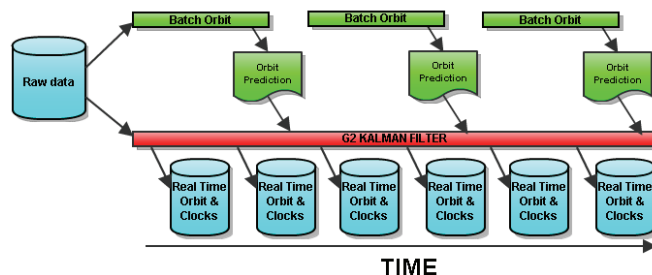 Batch Orbit
Batch Orbit
Batch Orbit
Raw data
Orbit
Prediction
Orbit
Prediction
Orbit
Prediction
G2 KALMAN FILTER
Real Time
Orbit &
Clocks
Real Time
Orbit &
Clocks
Real Time
Orbit &
Clocks
Real Time
Orbit &
Clocks
Real Time
Orbit &
Clocks
Real Time
Orbit &
Clocks
TIME